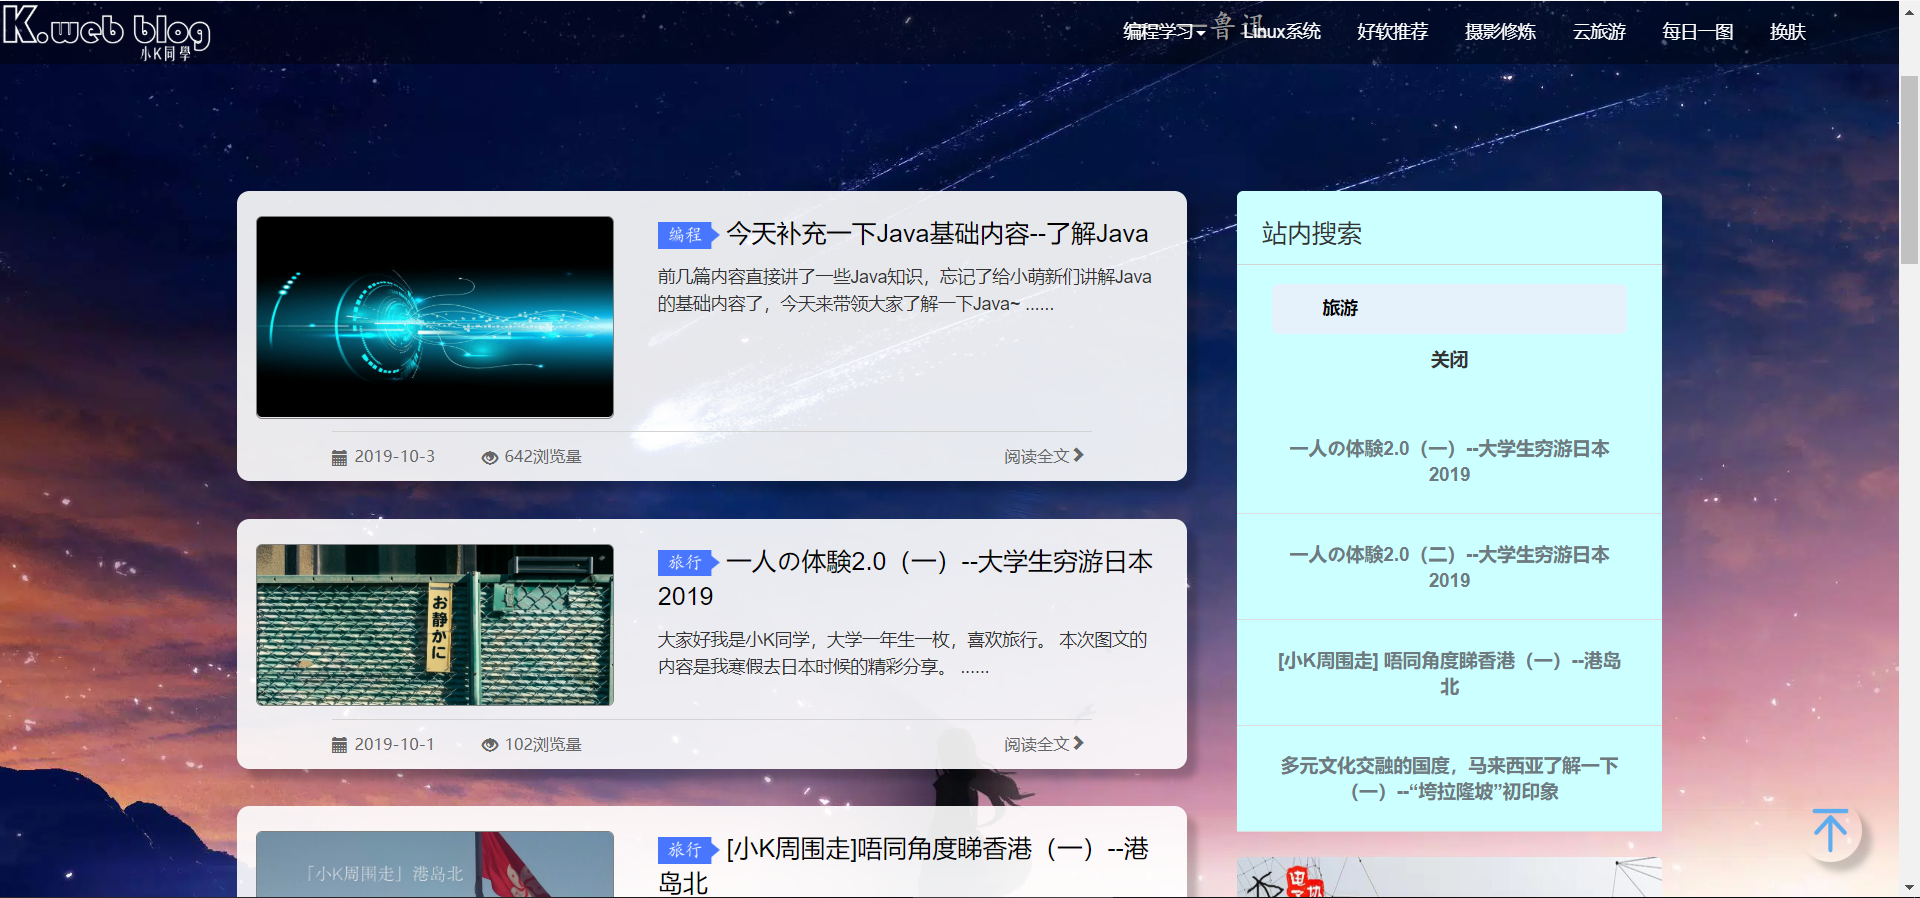 K.web blog
小K同學
编程学习
鲁迅
Linux系统
好软推荐
摄影修炼
云旅游
每日一图
换肤
编程
今天补充一下Java基础内容--了解Java
前几篇内容直接讲了一些Java知识，忘记了给小萌新们讲解Java
的基础内容了，今天来带领大家了解一下Java~ ......
2019-10-3
642浏览量
阅读全文
旅行
一人の体験2.0（一）--大学生穷游日本
2019
お静かに
大家好我是小K同学，大学一年生一枚，喜欢旅行。 本次图文的
内容是我寒假去日本时候的精彩分享。 ......
2019-10-1
102浏览量
阅读全文
旅行
[小K周围走]唔同角度睇香港（一）--港
岛北
「小K周围走」港岛北
站内搜索
旅游
关闭
一人の体験2.0（一）--大学生穷游日本
2019
一人の体験2.0（二）--大学生穷游日本
2019
[小K周围走] 唔同角度睇香港（一）--港岛
北
多元文化交融的国度，马来西亚了解一下
（一）--“垮拉隆坡”初印象